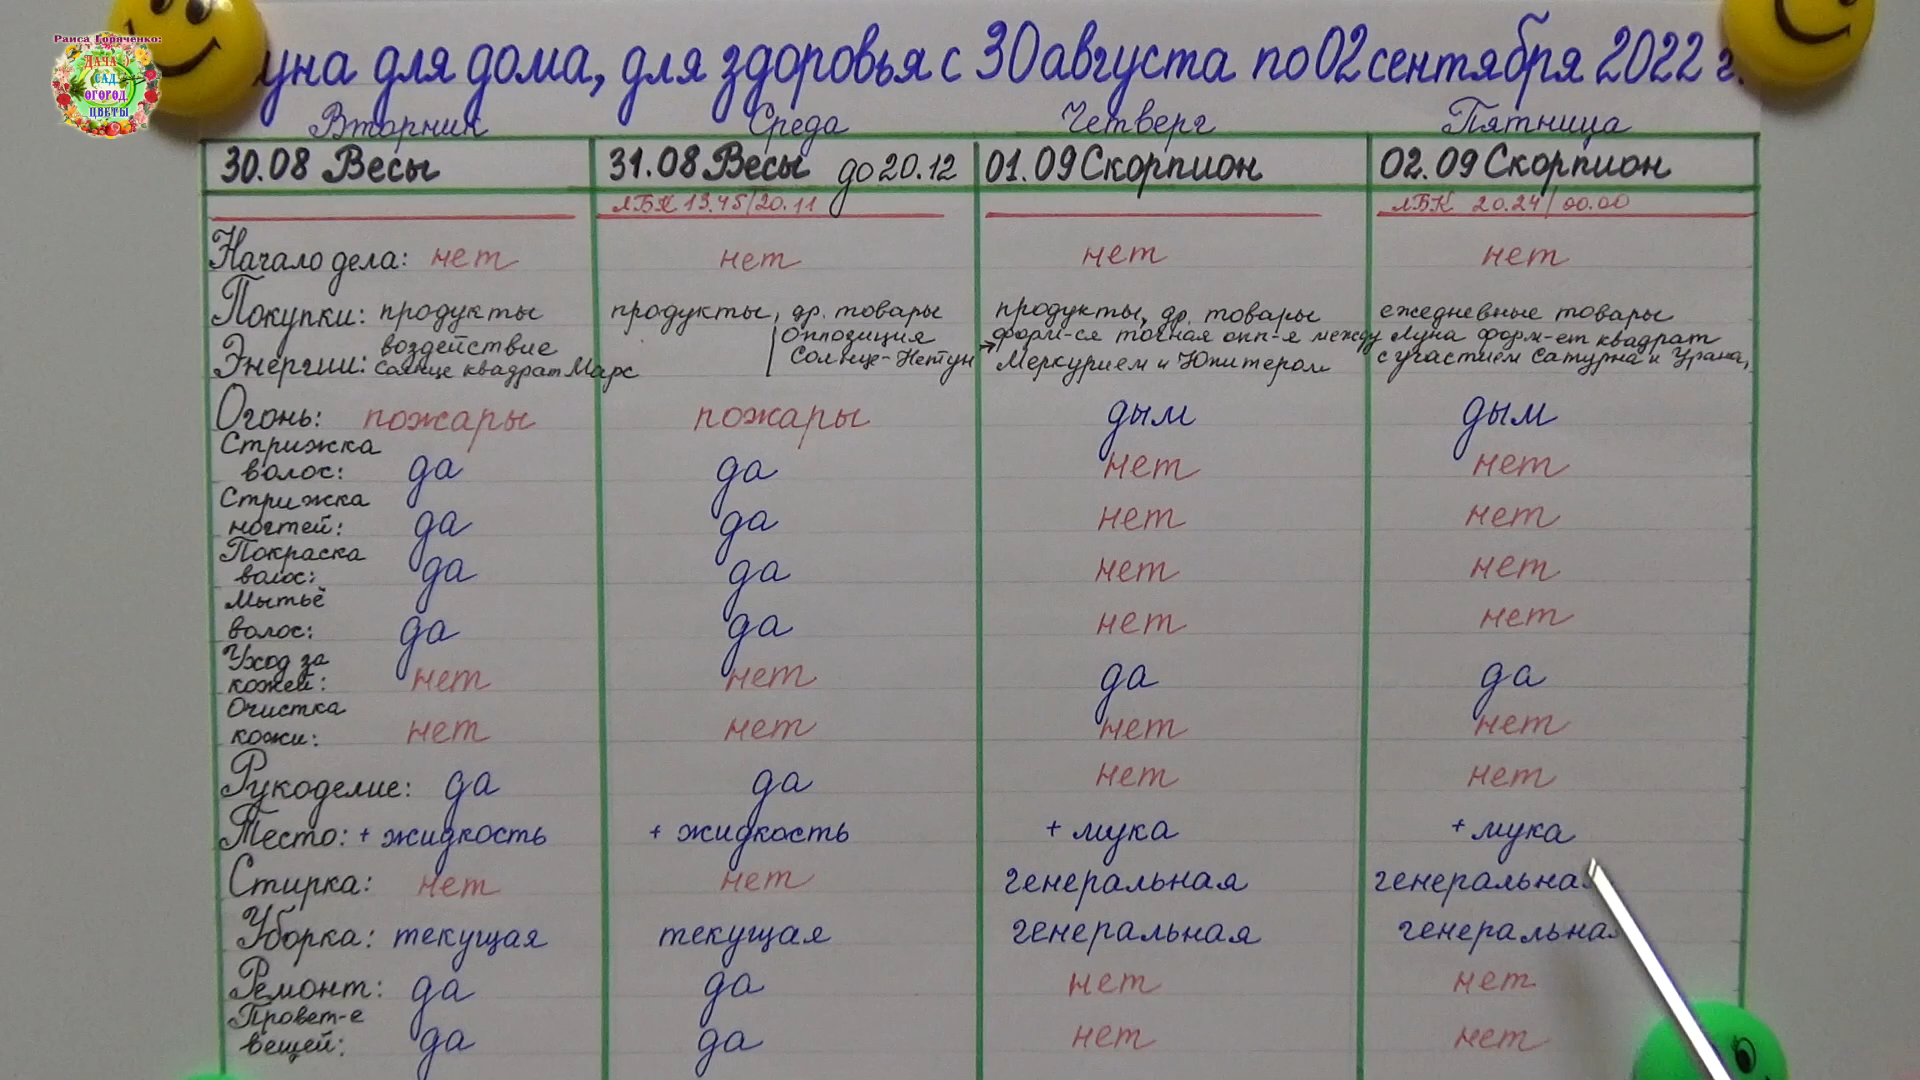 Раиса Горяченко:
ДАЧА
САД
ОГОРОД
ЦВЕТЫ
уна для дома, для здоровья с 30 августа по 02 сентября 2022 г.
Вторник Среда Четверг Пятница
30.08 Весы 31.08 Весы до 20.12 01.09 Скорпион 02.09 Скорпион
ЛБК 13.45/20.11 ЛБК 20.24/00.00
Начало дела: нет нет нет нет
Покупки: продукты продукты, др. товары продукты, др. товары ежедневные товары
Энергии: воздействие Солнце квадрат Марс Оппозиция Солнце-Нептун форм-ся точная опп-я между Меркурием и Юпитером Луна форм-ет квадрат с участием Сатурна и Урана,
Огонь: пожары пожары дым дым
Стрижка
волос: да да нет нет
Стрижка
ногтей: да да нет нет
Покраска
волос: да да нет нет
Мытьё
волос: да да нет нет
Уход за
кожей: нет нет да да
Очистка
кожи: нет нет нет нет
Рукоделие: да да нет нет
Тесто: + жидкость + жидкость + мука + мука
Стирка: нет нет генеральная генеральная
Уборка: текущая текущая генеральная генеральная
Ремонт: да да нет нет
Провет-е
вещей: да да нет нет